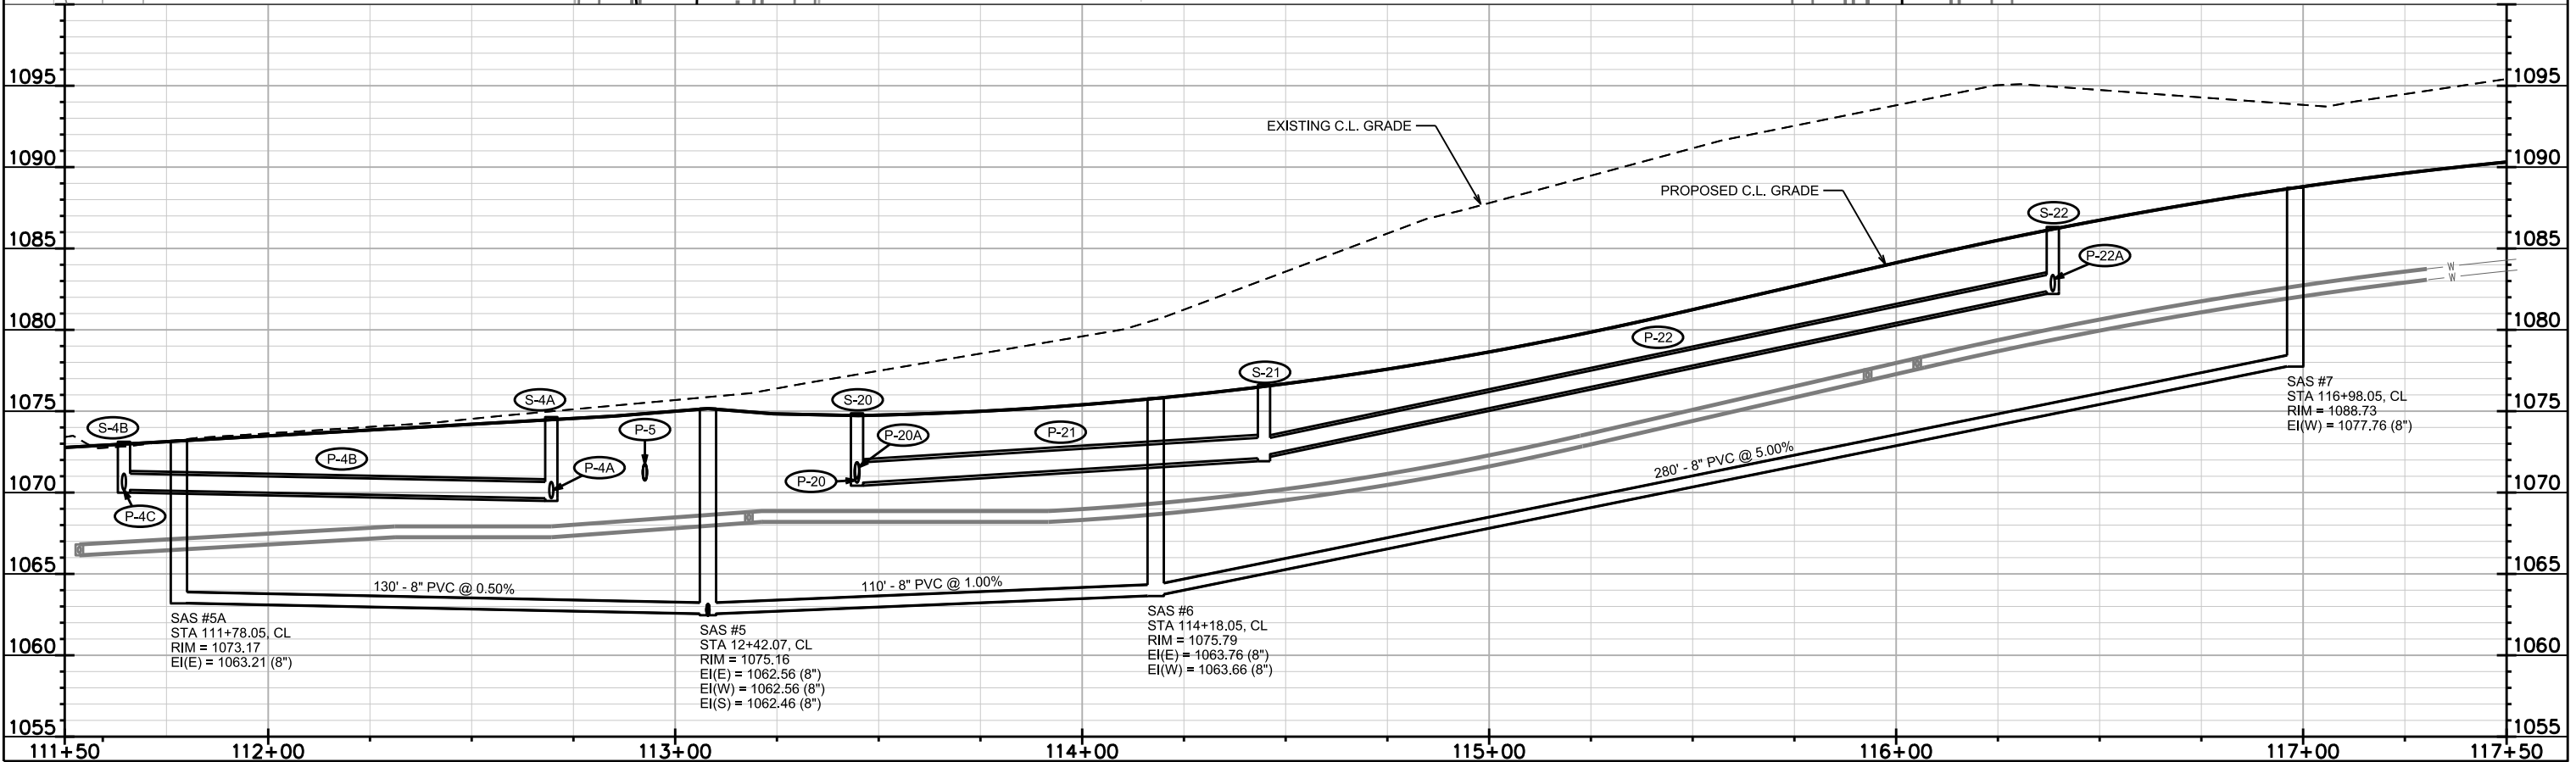 1095
1095
EXISTING C.L. GRADE
1090
1090
PROPOSED C.L. GRADE
S-22
1085
1085
P-22A
W
W
1080
1080
P-22
SAS #7
STA 116+98.05, CL
RIM = 1088.73
EI(W) = 1077.76 (8")
S-21
1075
1075
S-4B
S-4A
S-20
P-5
P-20A
P-21
P-4B
P-4A
280' - 8" PVC @ 5.00%
P-20
1070
1070
P-4C
1065
1065
130' - 8" PVC @ 0.50%
110' - 8" PVC @ 1.00%
SAS #5A
STA 111+78.05, CL
RIM = 1073.17
EI(E) = 1063.21 (8")
SAS #5
STA 12+42.07, CL
RIM = 1075.16
EI(E) = 1062.56 (8")
EI(W) = 1062.56 (8")
EI(S) = 1062.46 (8")
SAS #6
STA 114+18.05, CL
RIM = 1075.79
EI(E) = 1063.76 (8")
EI(W) = 1063.66 (8")
1060
1060
1055
1055
111+50
112+00
113+00
114+00
115+00
116+00
117+00
117+50